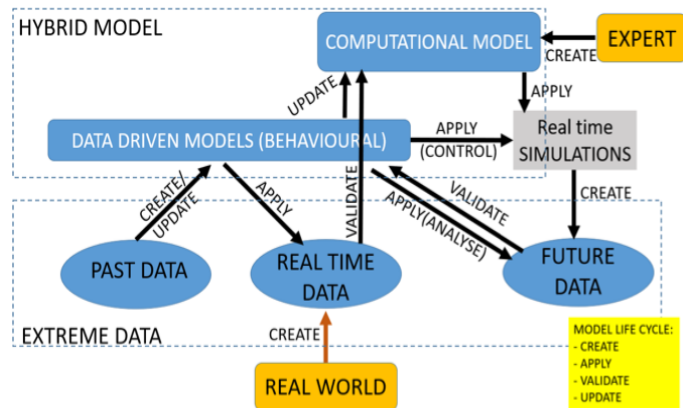 HYBRID MODEL
COMPUTATIONAL MODEL
EXPERT
CREATE
UPDATE
APPLY
DATA DRIVEN MODELS (BEHAVIOURAL)
APPLY
(CONTROL)
Real time
SIMULATIONS
CREATE/
UPDATE
APPLY
VALIDATE
VALIDATE
APPLY(ANALYSE)
CREATE
PAST DATA
REAL TIME
DATA
FUTURE
DATA
EXTREME DATA
CREATE
REAL WORLD
MODEL LIFE CYCLE:
- CREATE
- APPLY
- VALIDATE
- UPDATE